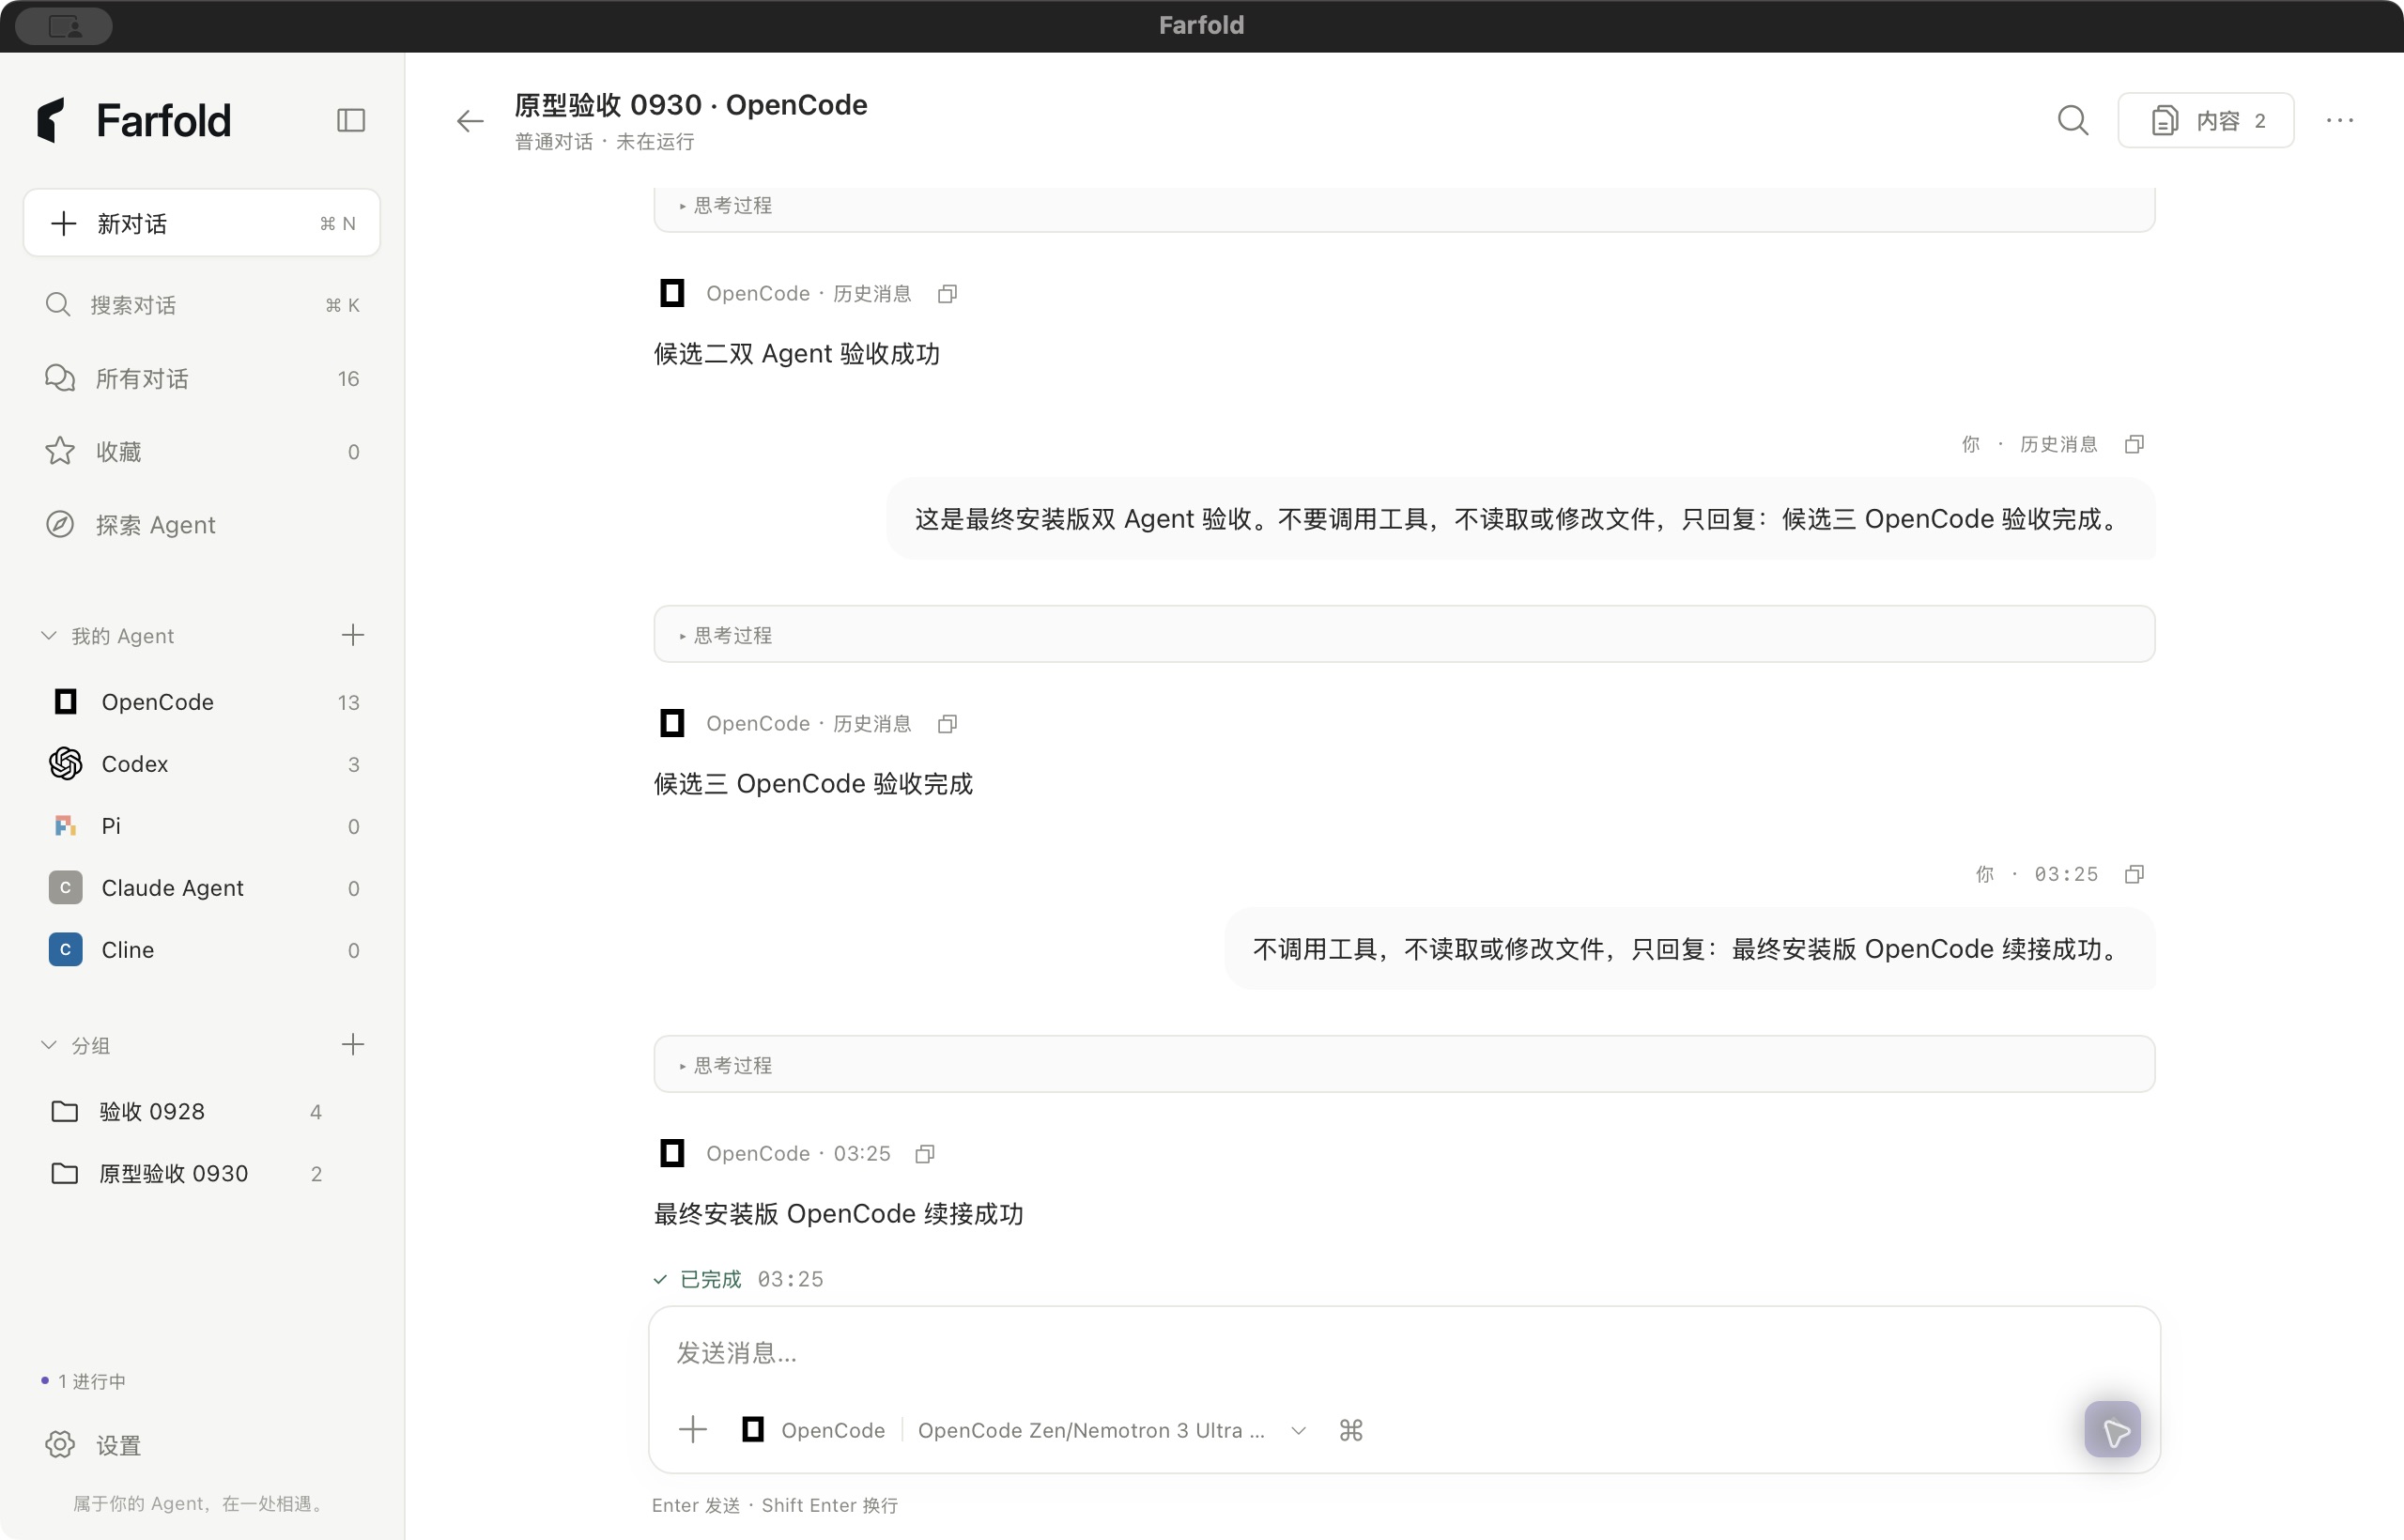 Farfold
Farfold
新对话 ⌘ N
搜索对话 ⌘ K
所有对话 16
收藏 0
探索 Agent
我的 Agent
OpenCode 13
Codex 3
Pi 0
C Claude Agent 0
C Cline 0
分组
验收 0928 4
原型验收 0930 2
1 进行中
设置
属于你的 Agent，在一处相遇。
原型验收 0930 · OpenCode
普通对话 · 未在运行
内容 2
思考过程
OpenCode · 历史消息
候选二双 Agent 验收成功
你 · 历史消息
这是最终安装版双 Agent 验收。不要调用工具，不读取或修改文件，只回复：候选三 OpenCode 验收完成。
思考过程
OpenCode · 历史消息
候选三 OpenCode 验收完成
你 · 03:25
不调用工具，不读取或修改文件，只回复：最终安装版 OpenCode 续接成功。
思考过程
OpenCode · 03:25
最终安装版 OpenCode 续接成功
已完成 03:25
发送消息...
OpenCode OpenCode Zen/Nemotron 3 Ultra ... ⌘
Enter 发送 · Shift Enter 换行